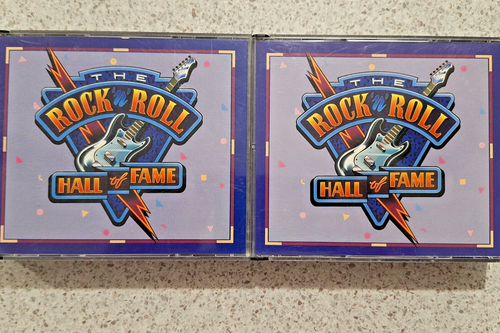 THE
ROCK 'n' ROLL
HALL of FAME
THE
ROCK 'n' ROLL
HALL of FAME